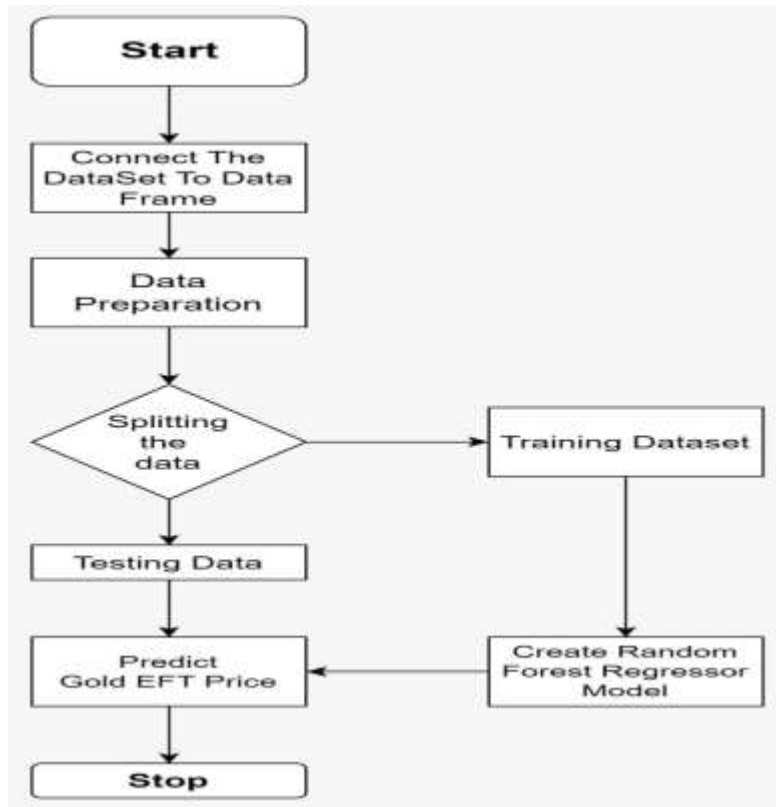 Start
Connect The
DataSet To Data
Frame
Data
Preparation
Splitting
the
data
Training Dataset
Testing Data
Predict
Gold EFT Price
Create Random
Forest Regressor
Model
Stop